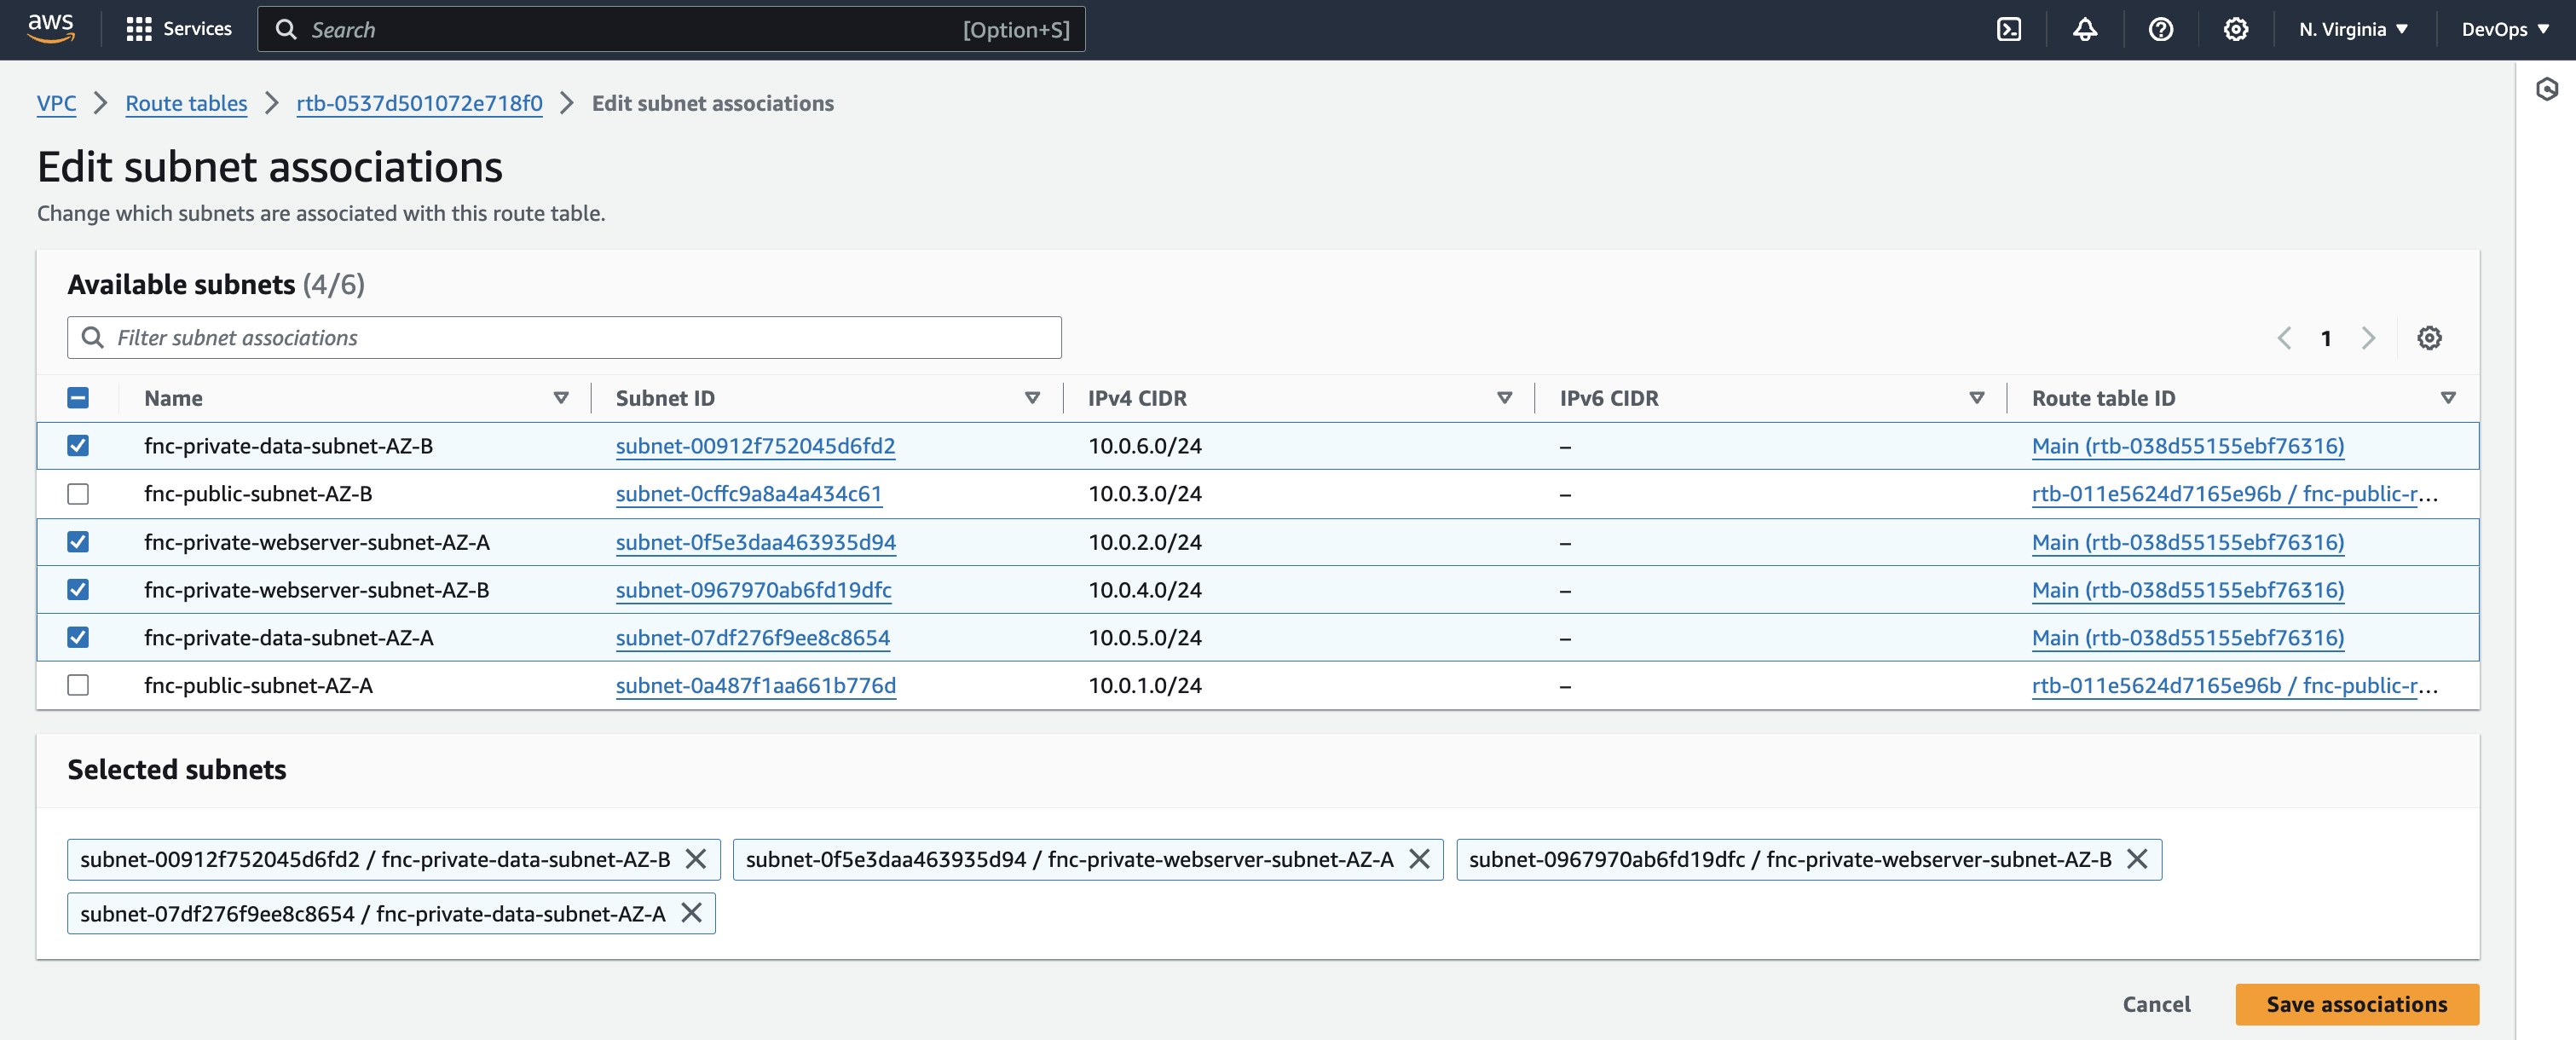 aws Services Search [Option+S] N. Virginia DevOps
VPC Route tables rtb-0537d501072e718f0 Edit subnet associations
Edit subnet associations
Change which subnets are associated with this route table.
Available subnets (4/6)
Filter subnet associations 1
Name Subnet ID IPv4 CIDR IPv6 CIDR Route table ID
fnc-private-data-subnet-AZ-B subnet-00912f752045d6fd2 10.0.6.0/24 – Main (rtb-038d55155ebf76316)
fnc-public-subnet-AZ-B subnet-0cffc9a8a4a434c61 10.0.3.0/24 – rtb-011e5624d7165e96b / fnc-public-r...
fnc-private-webserver-subnet-AZ-A subnet-0f5e3daa463935d94 10.0.2.0/24 – Main (rtb-038d55155ebf76316)
fnc-private-webserver-subnet-AZ-B subnet-0967970ab6fd19dfc 10.0.4.0/24 – Main (rtb-038d55155ebf76316)
fnc-private-data-subnet-AZ-A subnet-07df276f9ee8c8654 10.0.5.0/24 – Main (rtb-038d55155ebf76316)
fnc-public-subnet-AZ-A subnet-0a487f1aa661b776d 10.0.1.0/24 – rtb-011e5624d7165e96b / fnc-public-r...
Selected subnets
subnet-00912f752045d6fd2 / fnc-private-data-subnet-AZ-B subnet-0f5e3daa463935d94 / fnc-private-webserver-subnet-AZ-A subnet-0967970ab6fd19dfc / fnc-private-webserver-subnet-AZ-B
subnet-07df276f9ee8c8654 / fnc-private-data-subnet-AZ-A
Cancel Save associations